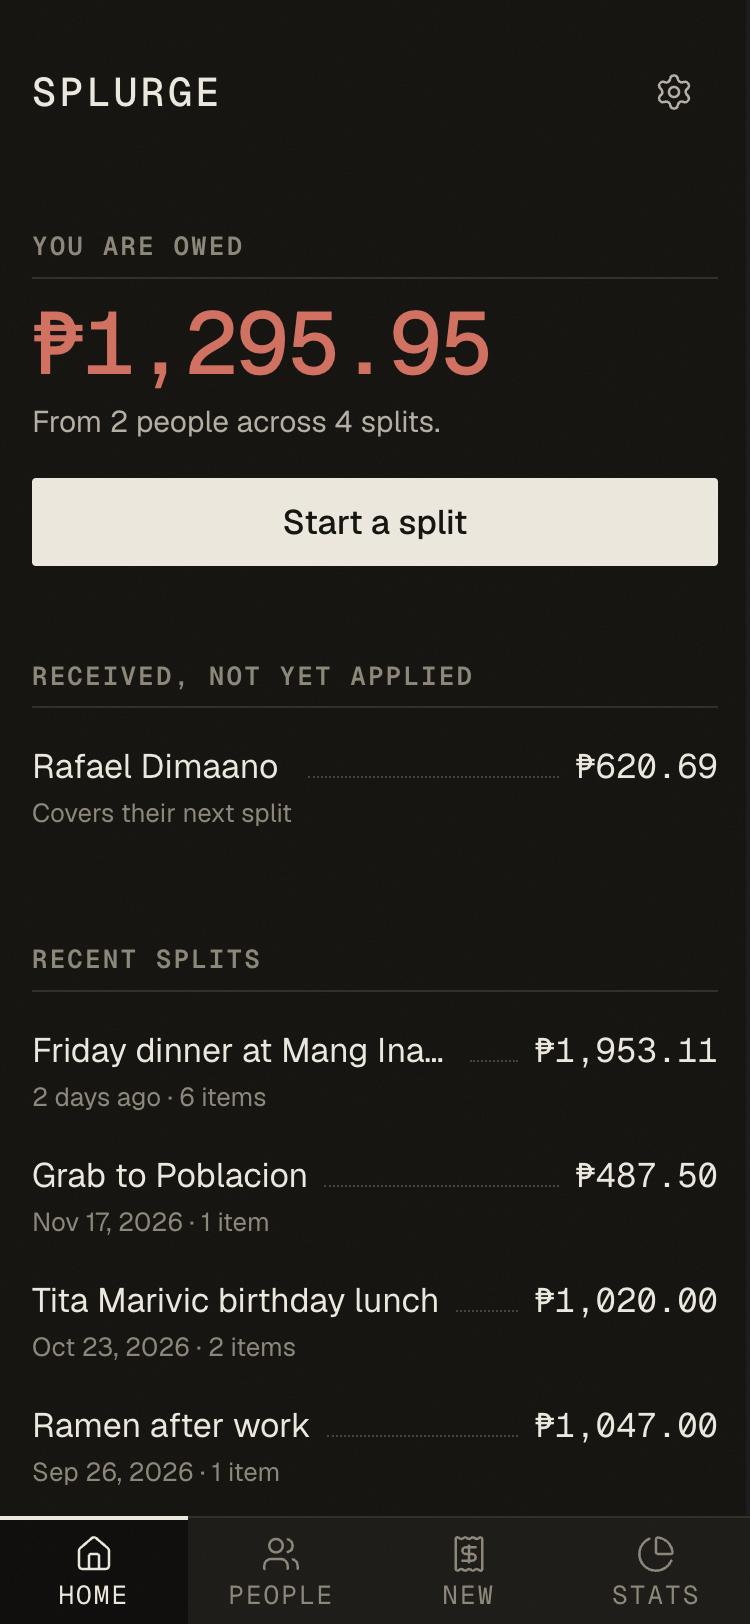 SPLURGE
YOU ARE OWED
₱1,295.95
From 2 people across 4 splits.
Start a split
RECEIVED, NOT YET APPLIED
Rafael Dimaano ₱620.69
Covers their next split
RECENT SPLITS
Friday dinner at Mang Ina… ₱1,953.11
2 days ago · 6 items
Grab to Poblacion ₱487.50
Nov 17, 2026 · 1 item
Tita Marivic birthday lunch ₱1,020.00
Oct 23, 2026 · 2 items
Ramen after work ₱1,047.00
Sep 26, 2026 · 1 item
HOME PEOPLE NEW STATS